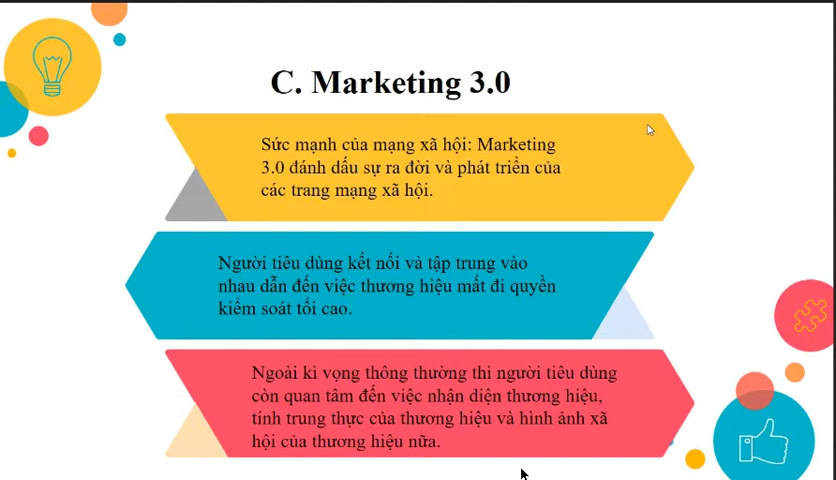 C. Marketing 3.0
Sức mạnh của mạng xã hội: Marketing
3.0 đánh dấu sự ra đời và phát triển của
các trang mạng xã hội.
Người tiêu dùng kết nối và tập trung vào
nhau dẫn đến việc thương hiệu mất đi quyền
kiểm soát tối cao.
Ngoài kì vọng thông thường thì người tiêu dùng
còn quan tâm đến việc nhận diện thương hiệu,
tính trung thực của thương hiệu và hình ảnh xã
hội của thương hiệu nữa.